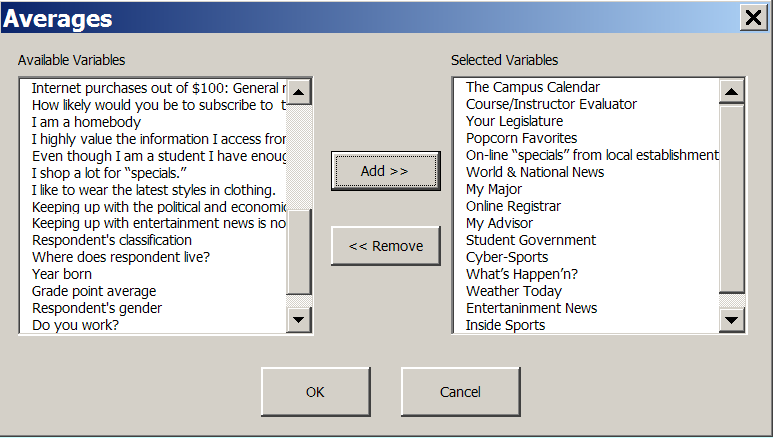 Averages
Available Variables
Selected Variables
Internet purchases out of $100: General
How likely would you be to subscribe to
I am a homebody
I highly value the information I access from
Even though I am a student I have enoug
I shop a lot for “specials.”
I like to wear the latest styles in clothing.
Keeping up with the political and economic
Keeping up with entertainment news is no
Respondent's classification
Where does respondent live?
Year born
Grade point average
Respondent's gender
Do you work?
Add >>
<< Remove
The Campus Calendar
Course/Instructor Evaluator
Your Legislature
Popcorn Favorites
On-line “specials” from local establishment
World & National News
My Major
Online Registrar
My Advisor
Student Government
Cyber-Sports
What’s Happen’n?
Weather Today
Entertaninment News
Inside Sports
OK
Cancel